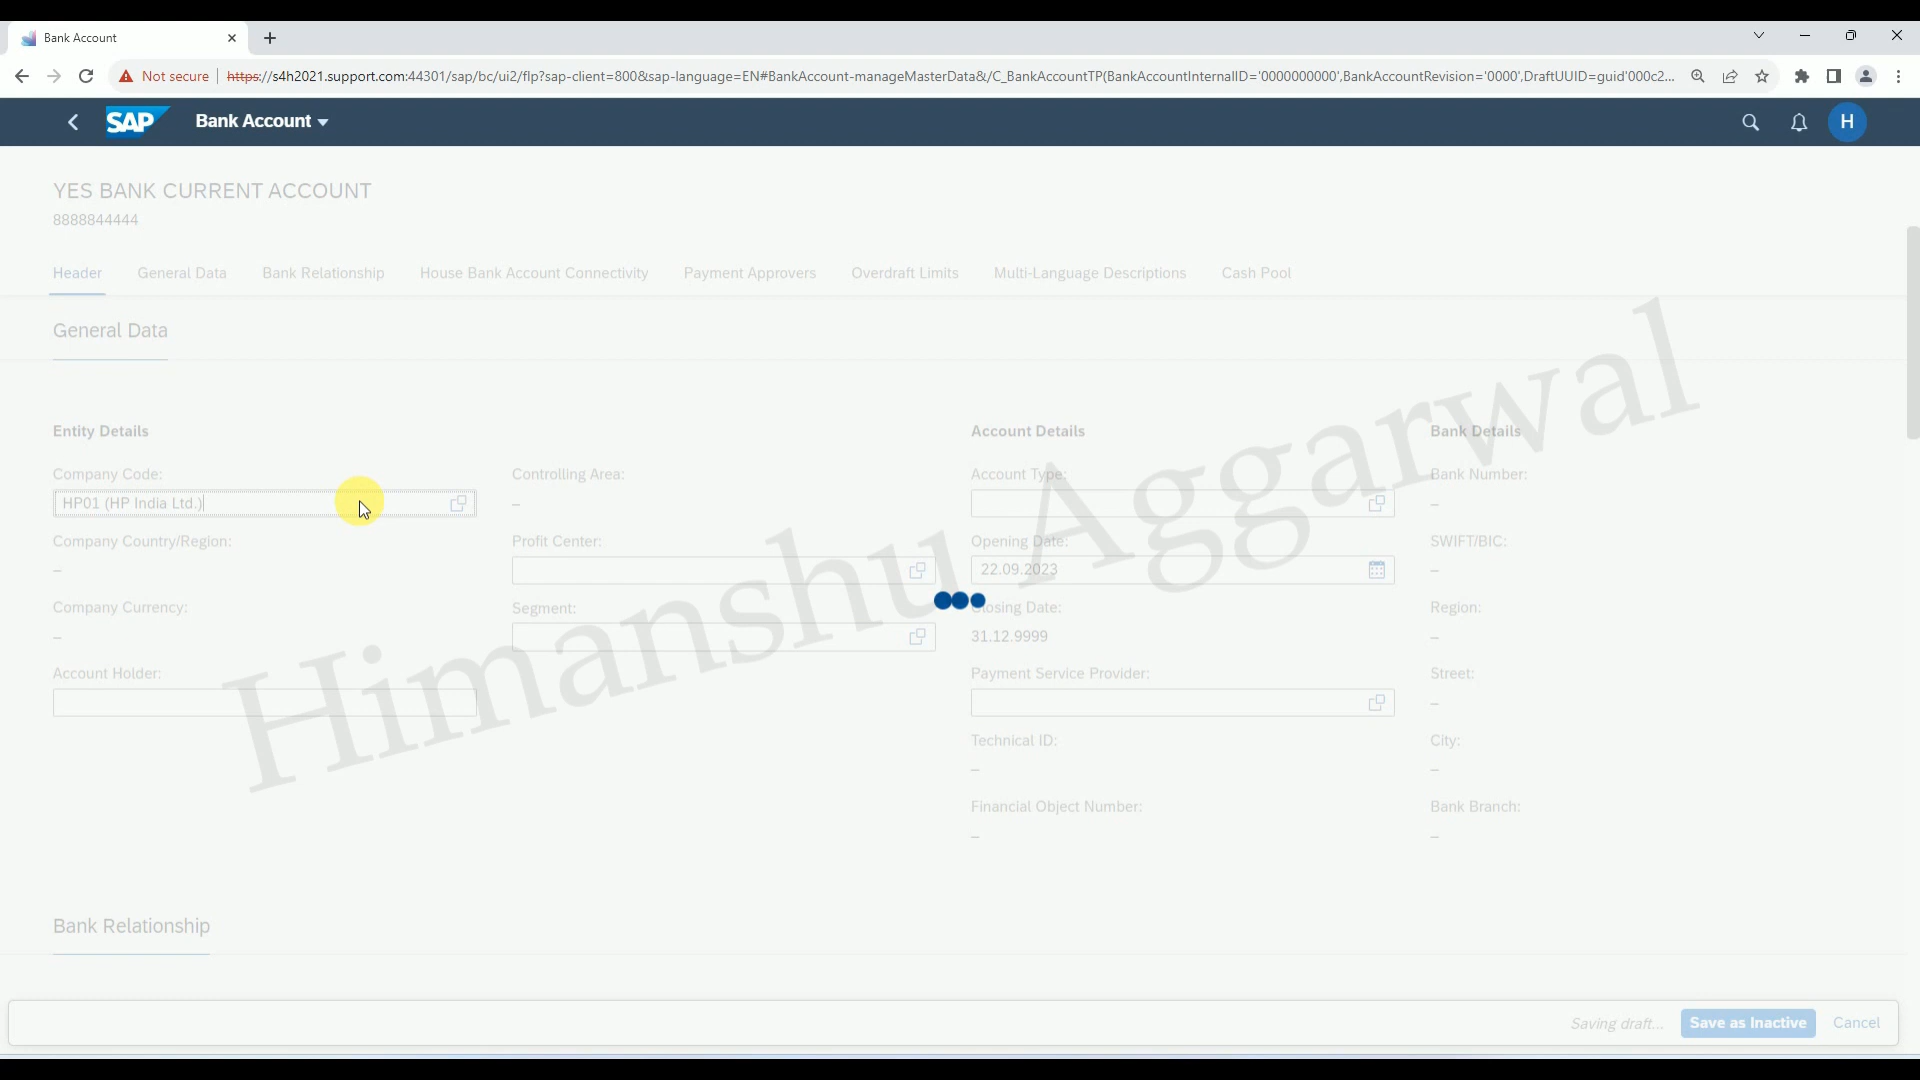 Bank Account
Not secure
https://s4h2021.support.com:44301/sap/bc/ui2/flp?sap-client=800&sap-language=EN#BankAccount-manageMasterData&/C_BankAccountTP(BankAccountInternalID='0000000000',BankAccountRevision='0000',DraftUUID=guid'000c2...
SAP
Bank Account
H
YES BANK CURRENT ACCOUNT
8888844444
Header
General Data
Bank Relationship
House Bank Account Connectivity
Payment Approvers
Overdraft Limits
Multi-Language Descriptions
Cash Pool
General Data
Entity Details
Company Code:
HP01 (HP India Ltd.)
Company Country/Region:
–
Company Currency:
–
Account Holder:
Controlling Area:
–
Profit Center:
Segment:
Account Details
Account Type:
Opening Date:
22.09.2023
Closing Date:
31.12.9999
Payment Service Provider:
Technical ID:
–
Financial Object Number:
–
Bank Details
Bank Number:
–
SWIFT/BIC:
–
Region:
–
Street:
–
City:
–
Bank Branch:
–
Himanshu Aggarwal
Bank Relationship
Saving draft...
Save as Inactive
Cancel